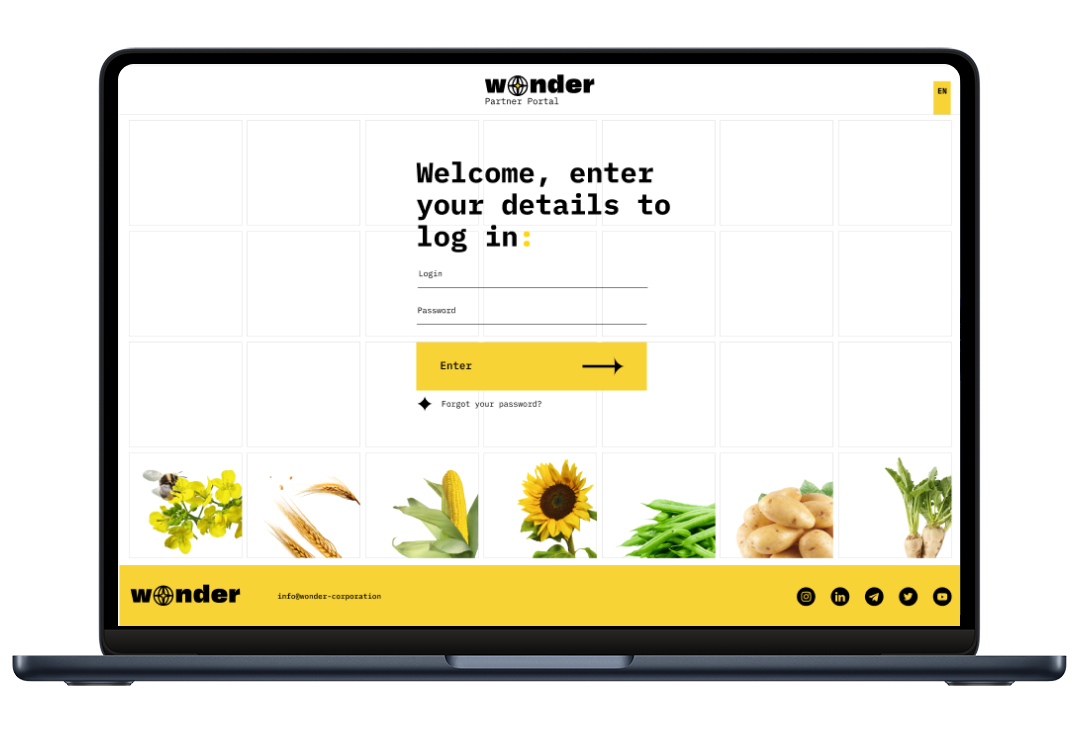 wonder
Partner Portal
EN
Welcome, enter
your details to
log in:
Login
Password
Enter
Forgot your password?
wonder
info@wonder-corporation
in